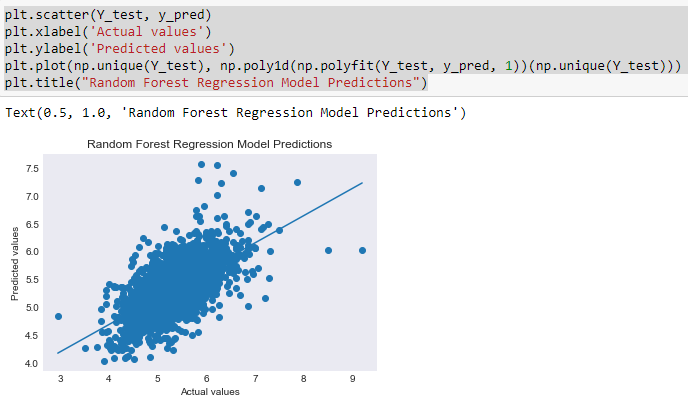 plt.scatter(Y_test, y_pred)
plt.xlabel('Actual values')
plt.ylabel('Predicted values')
plt.plot(np.unique(Y_test), np.poly1d(np.polyfit(Y_test, y_pred, 1))(np.unique(Y_test)))
plt.title("Random Forest Regression Model Predictions")
Text(0.5, 1.0, 'Random Forest Regression Model Predictions')
Random Forest Regression Model Predictions
Predicted values
7.5
7.0
6.5
6.0
5.5
5.0
4.5
4.0
3 4 5 6 7 8 9
Actual values